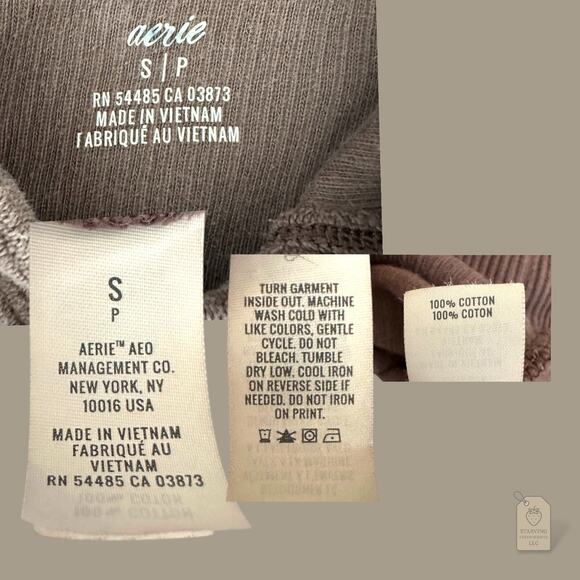 aerie
S | P
RN 54485 CA 03873
MADE IN VIETNAM
FABRIQUÉ AU VIETNAM
S
P
AERIE™ AEO
MANAGEMENT CO.
NEW YORK, NY
10016 USA
MADE IN VIETNAM
FABRIQUÉ AU
VIETNAM
RN 54485 CA 03873
TURN GARMENT
INSIDE OUT. MACHINE
WASH COLD WITH
LIKE COLORS, GENTLE
CYCLE. DO NOT
BLEACH. TUMBLE
DRY LOW. COOL IRON
ON REVERSE SIDE IF
NEEDED. DO NOT IRON
ON PRINT.
100% COTTON
100% COTON
STARVING
LLC